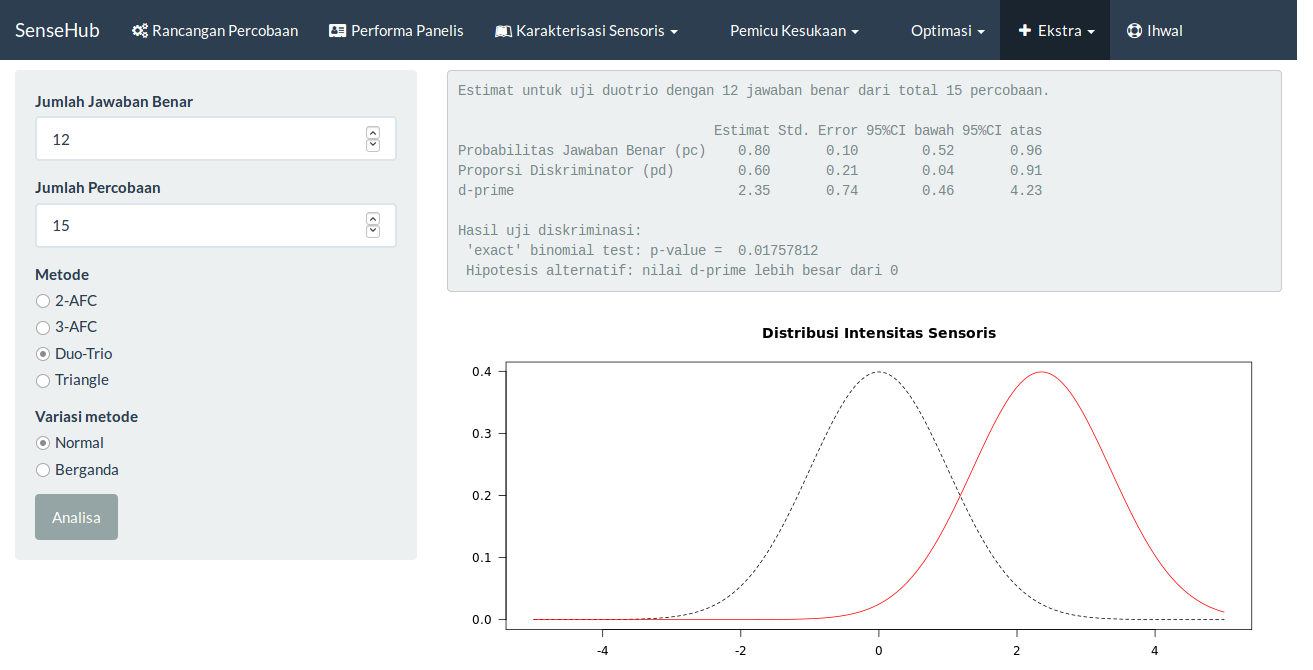 SenseHub Rancangan Percobaan Performa Panelis Karakterisasi Sensoris Pemicu Kesukaan Optimasi Ekstra Ihwal
Jumlah Jawaban Benar
12
Jumlah Percobaan
15
Metode
2-AFC
3-AFC
Duo-Trio
Triangle
Variasi metode
Normal
Berganda
Analisa
Estimat untuk uji duotrio dengan 12 jawaban benar dari total 15 percobaan.
Estimat Std. Error 95%CI bawah 95%CI atas
Probabilitas Jawaban Benar (pc) 0.80 0.10 0.52 0.96
Proporsi Diskriminator (pd) 0.60 0.21 0.04 0.91
d-prime 2.35 0.74 0.46 4.23
Hasil uji diskriminasi:
'exact' binomial test: p-value = 0.01757812
Hipotesis alternatif: nilai d-prime lebih besar dari 0
Distribusi Intensitas Sensoris
0.4
0.3
0.2
0.1
0.0
-4 -2 0 2 4